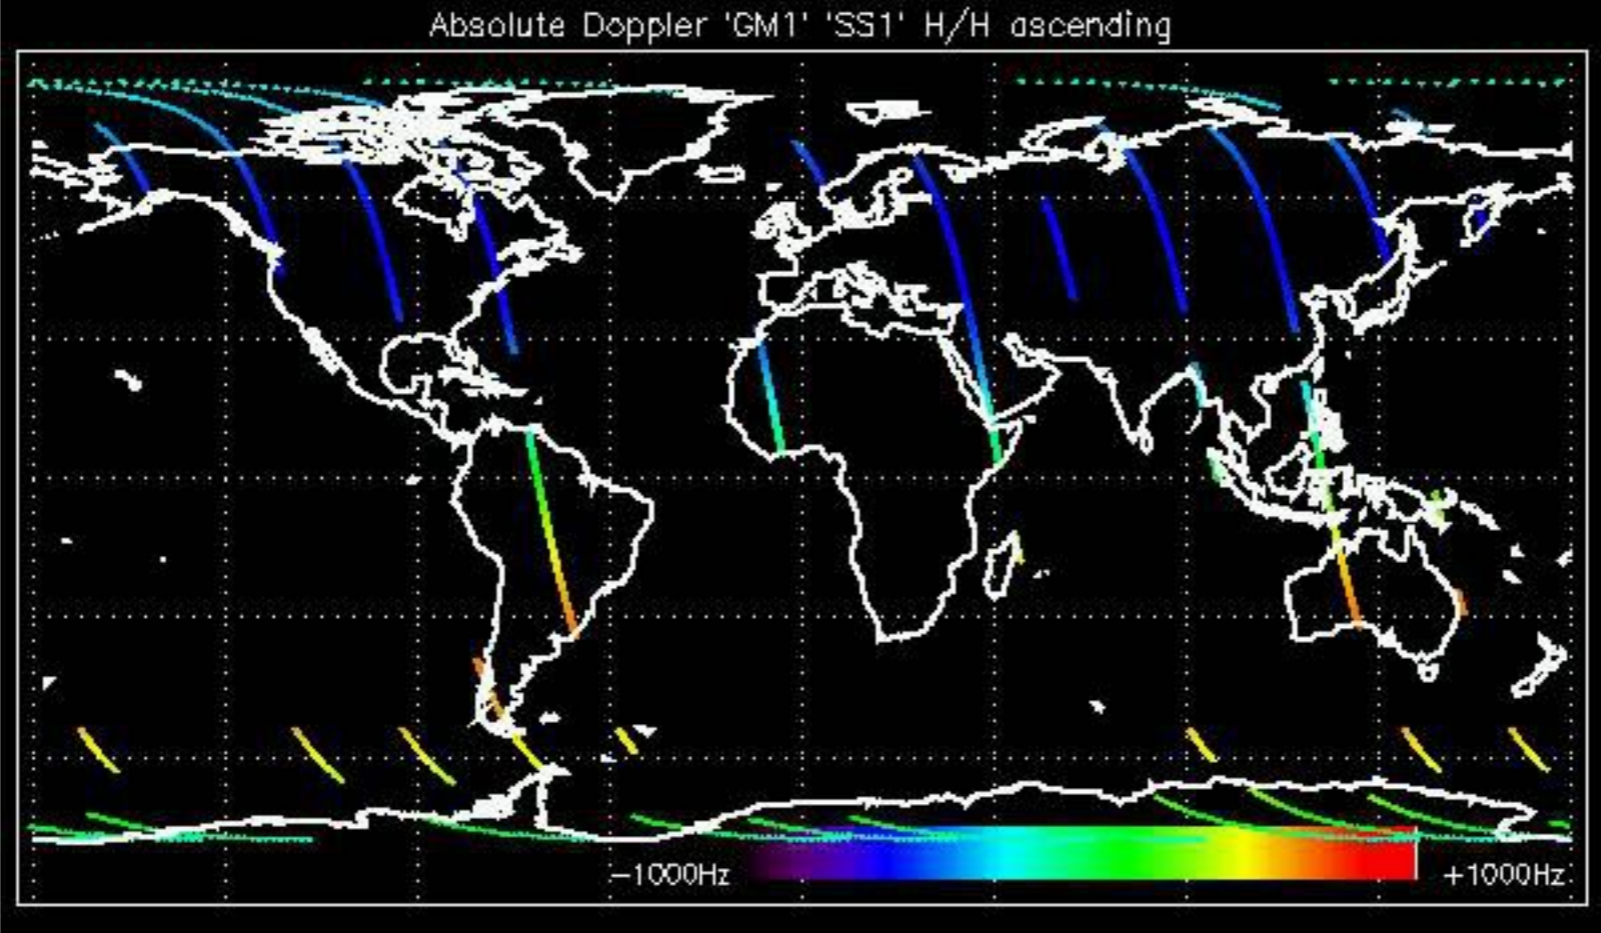 Absolute Doppler 'GM1' 'SS1' H/H ascending
−1000Hz
+1000Hz